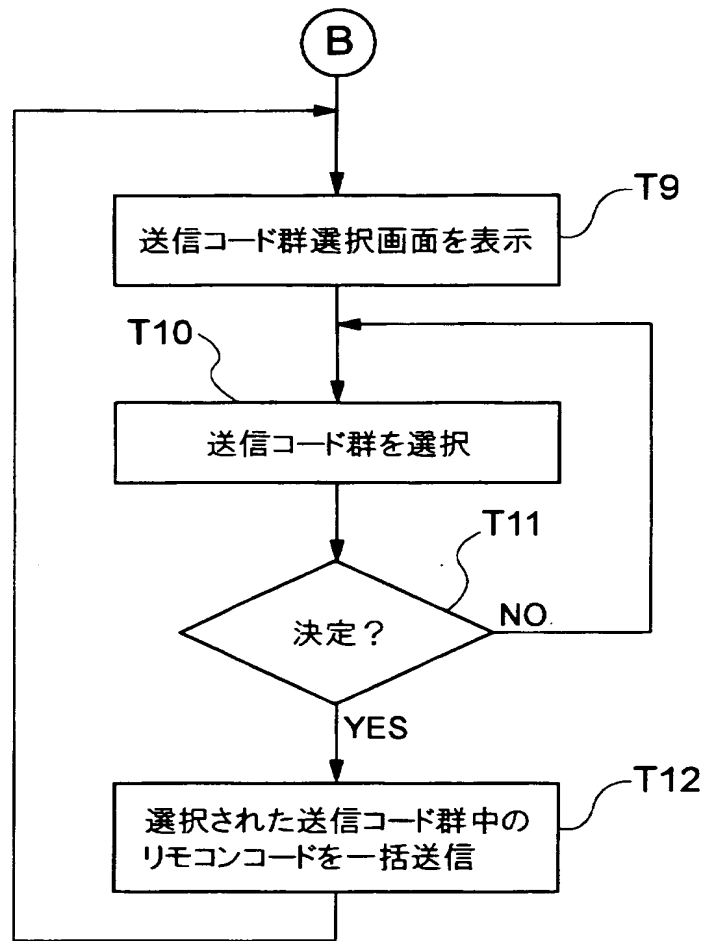 B
T9
送信コード群選択画面を表示
T10
送信コード群を選択
T11
決定?
NO
YES
T12
選択された送信コード群中の
リモコンコードを一括送信